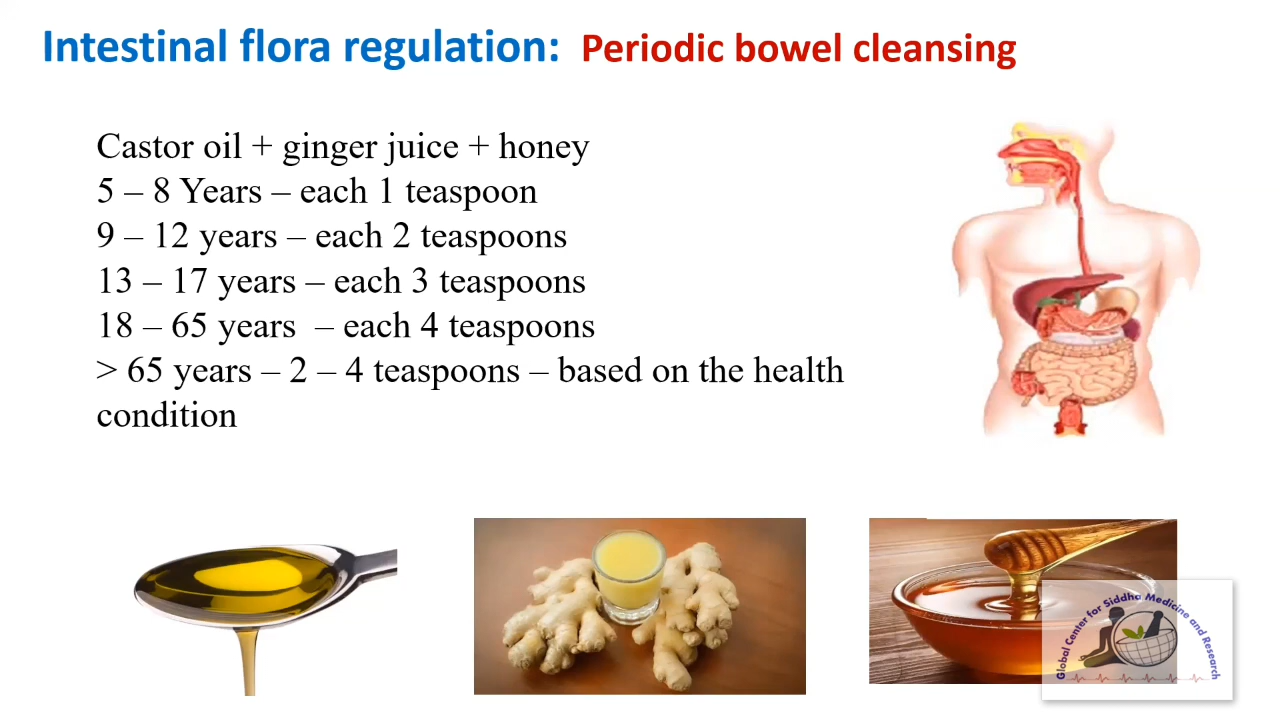 Intestinal flora regulation: Periodic bowel cleansing
Castor oil + ginger juice + honey
5 – 8 Years – each 1 teaspoon
9 – 12 years – each 2 teaspoons
13 – 17 years – each 3 teaspoons
18 – 65 years  – each 4 teaspoons
> 65 years – 2 – 4 teaspoons – based on the health
condition
Global Center for Siddha Medicine and Research